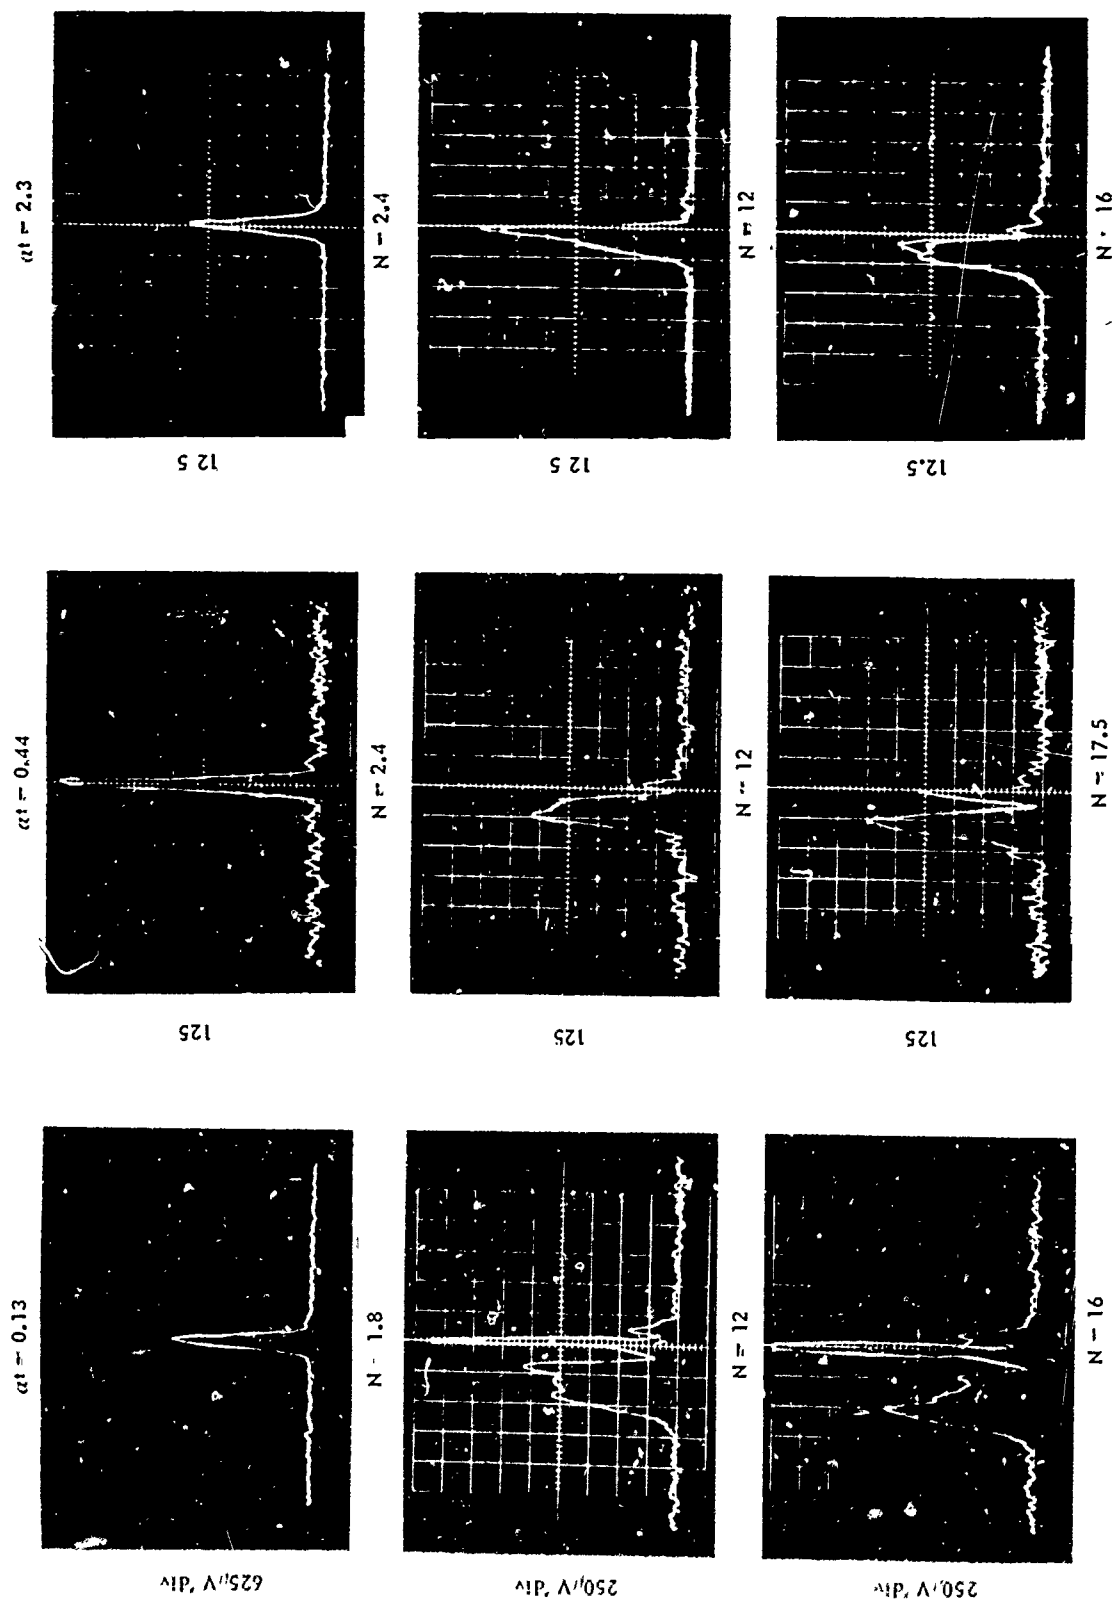 αt = 0.13
αt = 0.44
αt = 2.3
625μV/div
125
12 5
N - 1.8
N = 2.4
N = 2.4
250μV/div
125
12 5
N = 12
N - 12
N = 12
250μV/div
125
12.5
N = 16
N = 17.5
N · 16